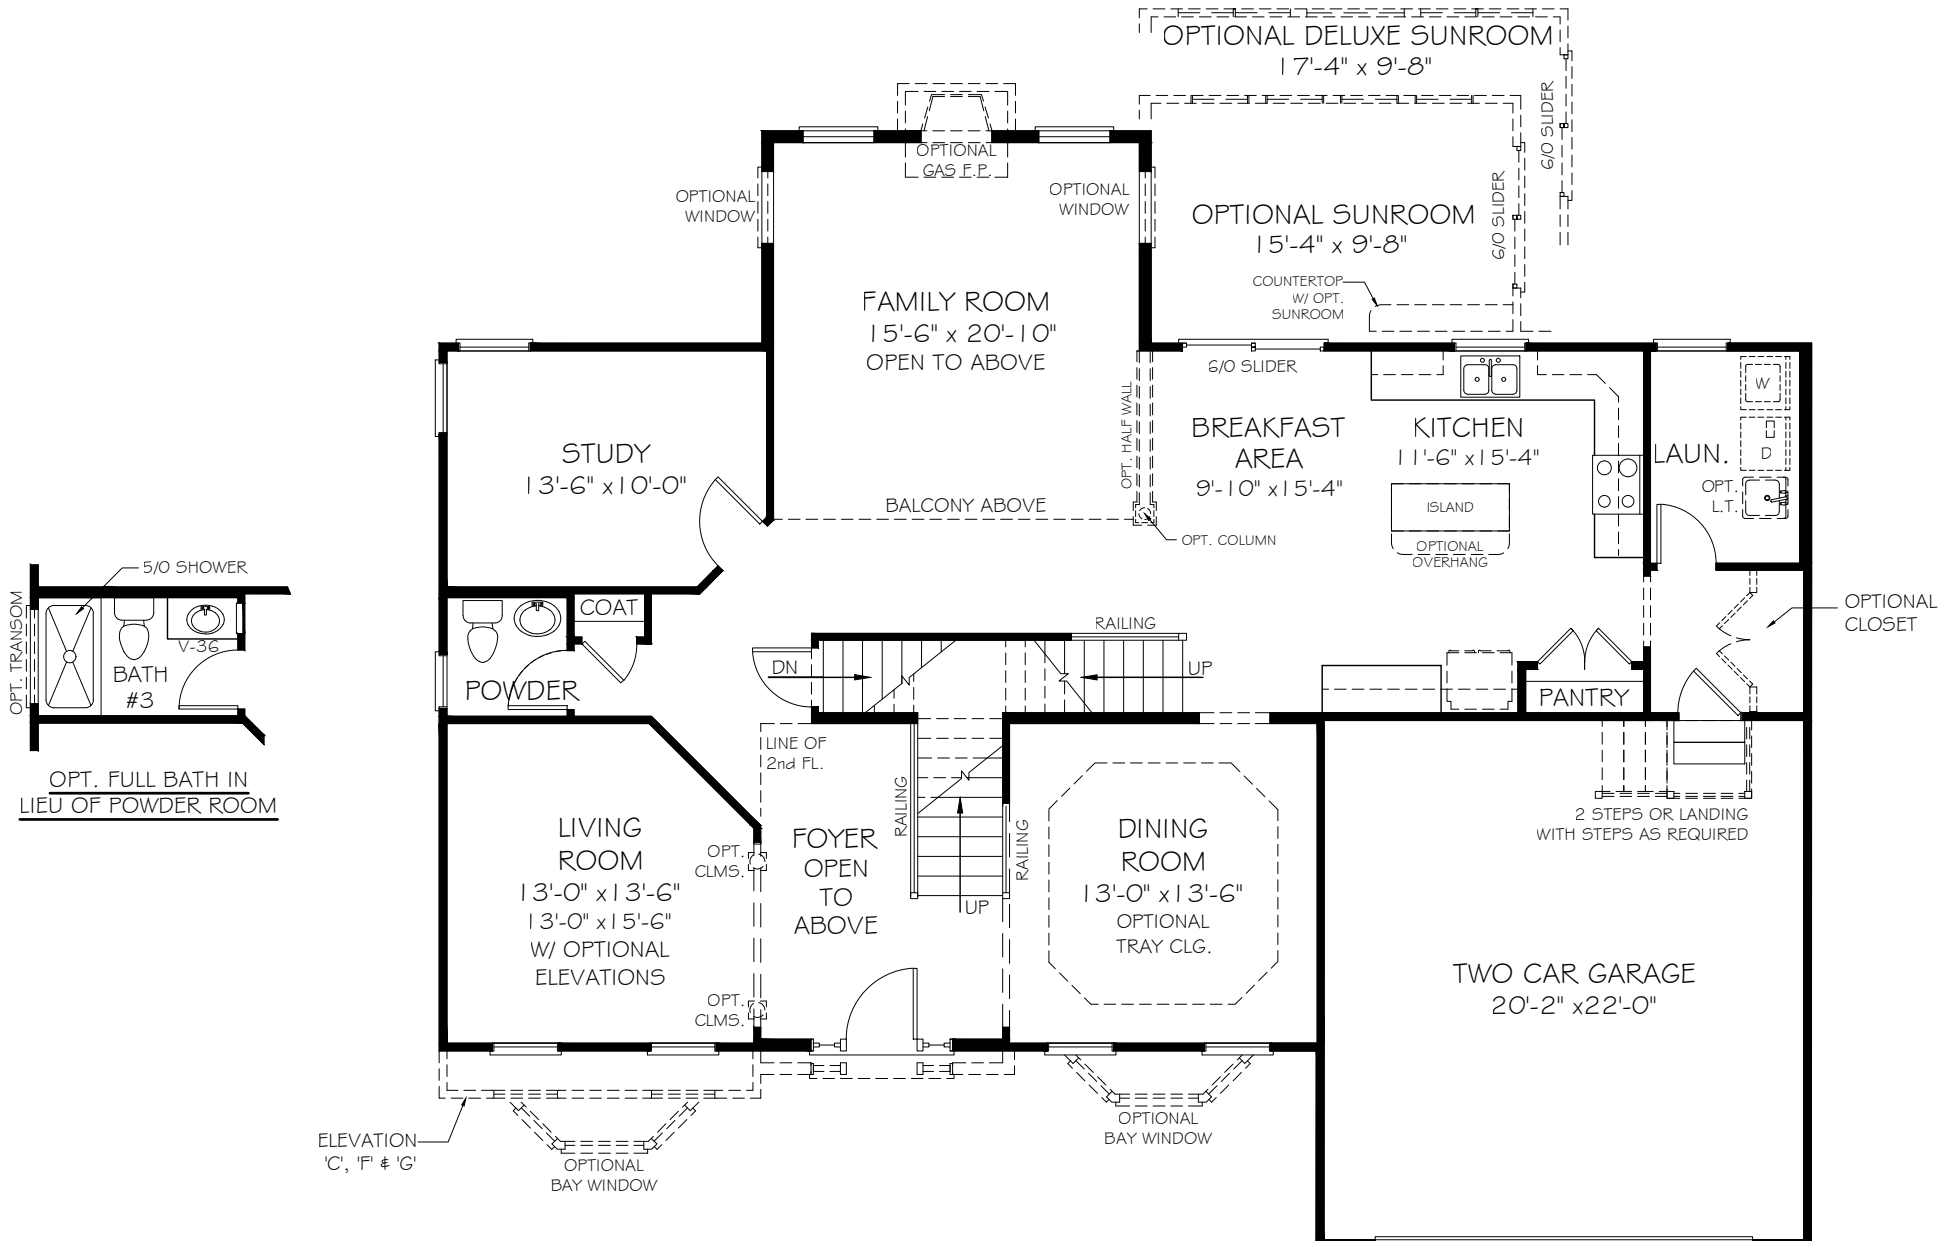 OPTIONAL DELUXE SUNROOM
17'-4" x 9'-8"
6/0 SLIDER
OPTIONAL
GAS F.P.
OPTIONAL
WINDOW
OPTIONAL
WINDOW
OPTIONAL SUNROOM
15'-4" x 9'-8"
6/0 SLIDER
COUNTERTOP
W/ OPT.
SUNROOM
FAMILY ROOM
15'-6" x 20'-10"
OPEN TO ABOVE
6/0 SLIDER
OPT. HALF WALL
BREAKFAST
AREA
9'-10" x15'-4"
KITCHEN
11'-6" x15'-4"
ISLAND
OPTIONAL
OVERHANG
W
D
LAUN.
OPT.
L.T.
STUDY
13'-6" x10'-0"
BALCONY ABOVE
OPT. COLUMN
5/0 SHOWER
OPT. TRANSOM
V-36
BATH
#3
OPT. FULL BATH IN
LIEU OF POWDER ROOM
COAT
POWDER
DN
RAILING
UP
PANTRY
OPTIONAL
CLOSET
LINE OF
2nd FL.
RAILING
RAILING
UP
LIVING
ROOM
13'-0" x13'-6"
13'-0" x15'-6"
W/ OPTIONAL
ELEVATIONS
OPT.
CLMS.
OPT.
CLMS.
FOYER
OPEN
TO
ABOVE
DINING
ROOM
13'-0" x13'-6"
OPTIONAL
TRAY CLG.
2 STEPS OR LANDING
WITH STEPS AS REQUIRED
TWO CAR GARAGE
20'-2" x22'-0"
ELEVATION
'C', 'F' & 'G'
OPTIONAL
BAY WINDOW
OPTIONAL
BAY WINDOW